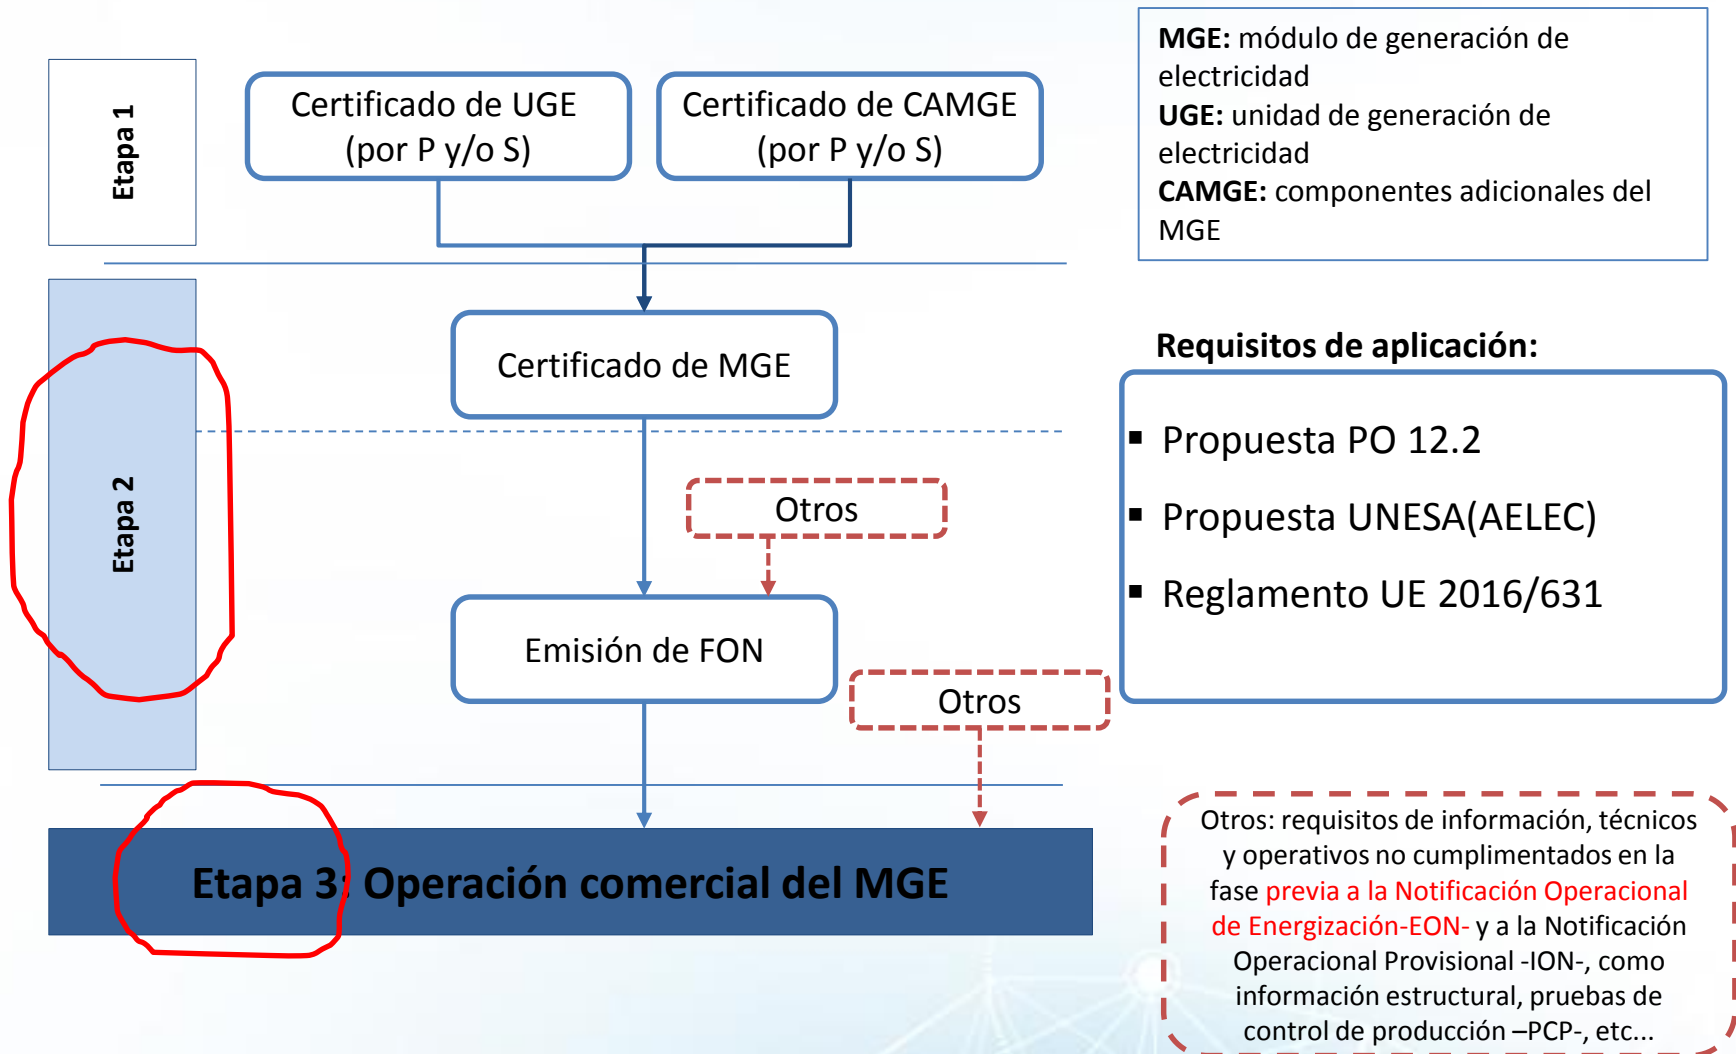 Etapa 1
Certificado de UGE
(por P y/o S)
Certificado de CAMGE
(por P y/o S)
MGE: módulo de generación de
electricidad
UGE: unidad de generación de
electricidad
CAMGE: componentes adicionales del
MGE
Etapa 2
Certificado de MGE
Otros
Emisión de FON
Otros
Requisitos de aplicación:
▪ Propuesta PO 12.2
▪ Propuesta UNESA(AELEC)
▪ Reglamento UE 2016/631
Etapa 3: Operación comercial del MGE
Otros: requisitos de información, técnicos
y operativos no cumplimentados en la
fase previa a la Notificación Operacional
de Energización-EON- y a la Notificación
Operacional Provisional -ION-, como
información estructural, pruebas de
control de producción –PCP-, etc...